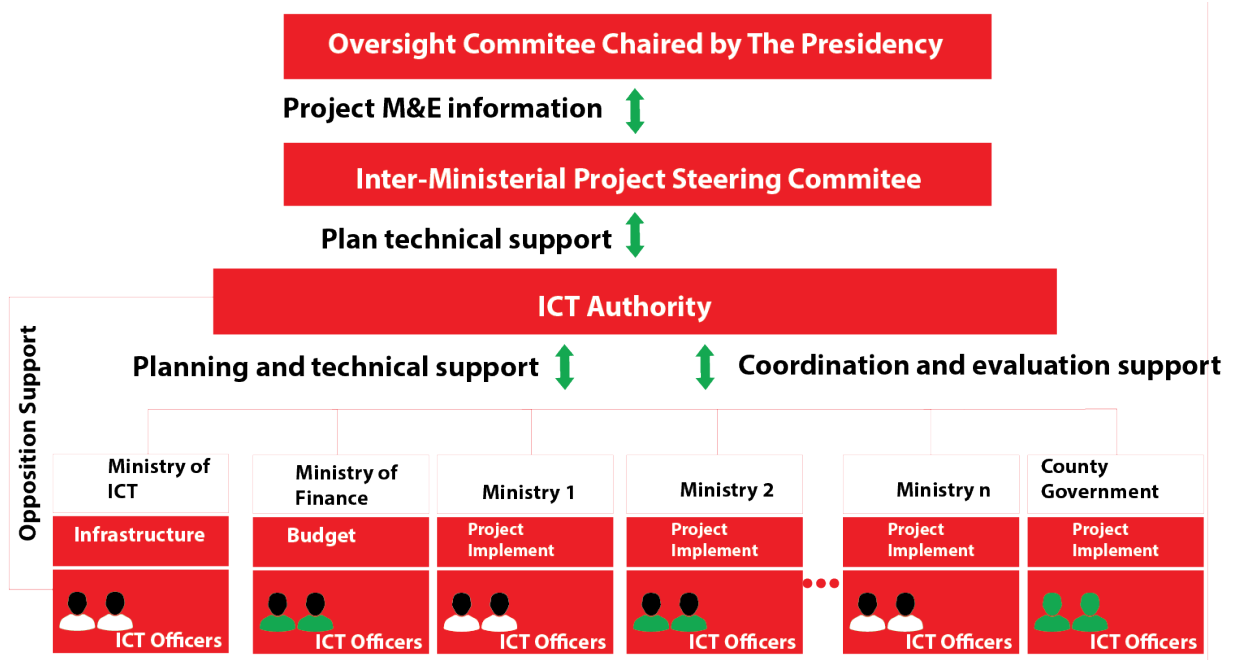 Oversight Commitee Chaired by The Presidency
Project M&E information
Inter-Ministerial Project Steering Commitee
Plan technical support
ICT Authority
Planning and technical support
Coordination and evaluation support
Opposition Support
Ministry of
ICT
Infrastructure
ICT Officers
Ministry of
Finance
Budget
ICT Officers
Ministry 1
Project
Implement
ICT Officers
Ministry 2
Project
Implement
ICT Officers
Ministry n
Project
Implement
ICT Officers
County
Government
Project
Implement
ICT Officers